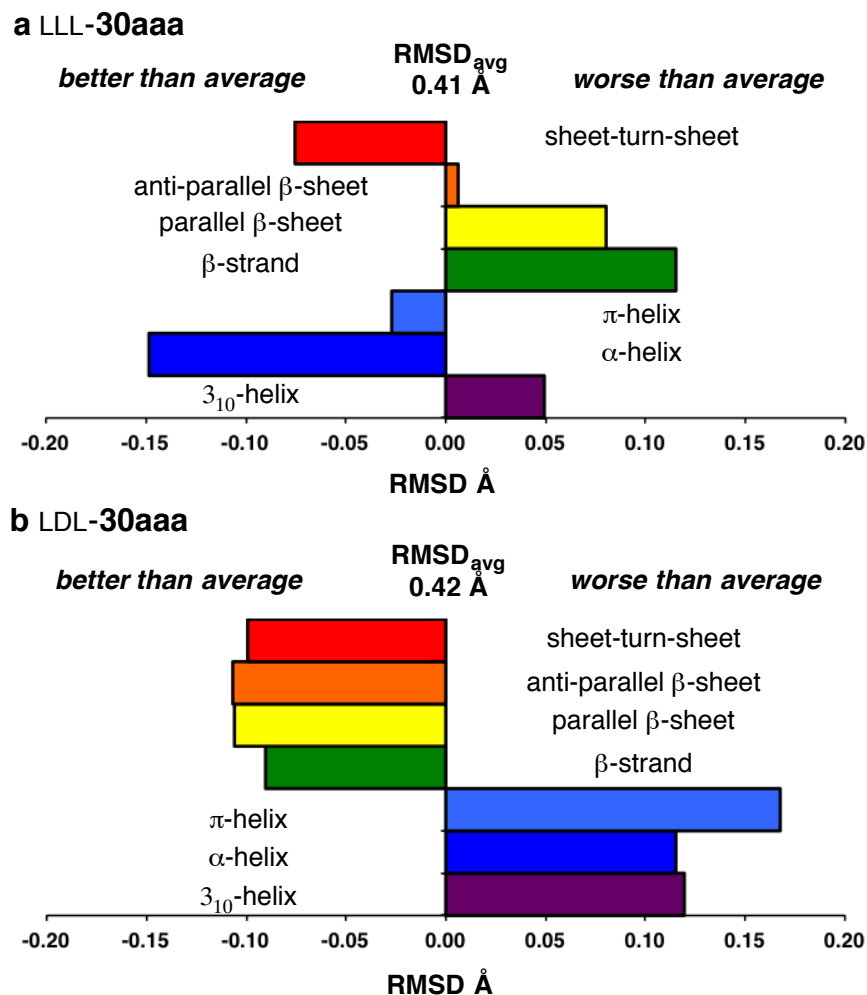 a LLL-30aaa
RMSDavg
better than average 0.41 Å worse than average
sheet-turn-sheet
anti-parallel β-sheet
parallel β-sheet
β-strand
π-helix
α-helix
3₁₀-helix
-0.20 -0.15 -0.10 -0.05 0.00 0.05 0.10 0.15 0.20
RMSD Å
b LDL-30aaa
RMSDavg
better than average 0.42 Å worse than average
sheet-turn-sheet
anti-parallel β-sheet
parallel β-sheet
β-strand
π-helix
α-helix
3₁₀-helix
-0.20 -0.15 -0.10 -0.05 0.00 0.05 0.10 0.15 0.20
RMSD Å